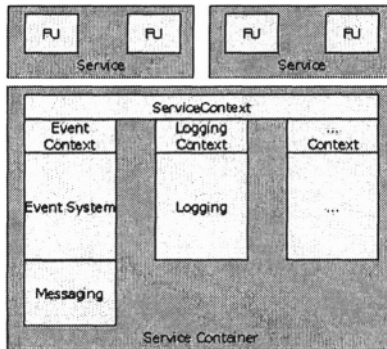 FU FU
Service
FU FU
Service
ServiceContext
Event
Context
Logging
Context
...
Context
Event System
Logging
...
Messaging
Service Container